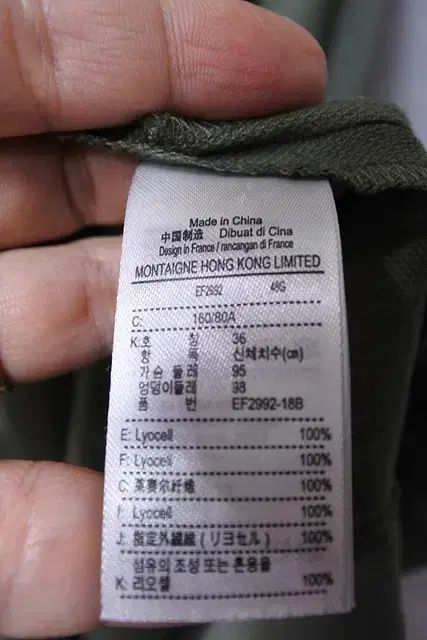 Made in China
中国制造 Dibuat di Cina
Design in France / rancangan di France
MONTAIGNE HONG KONG LIMITED
EF2992 48G
C: 160/80A
K: 호 칭 36
항 목 신체치수(cm)
가슴 둘레 95
엉덩이둘레 98
품 번 EF2992-18B
E: Lyocell 100%
F: Lyocell 100%
C: 莱赛尔纤维 100%
I: Lyocell 100%
J: 指定外繊維 (リヨセル) 100%
섬유의 조성 또는 혼용율
K: 리오셀 100%